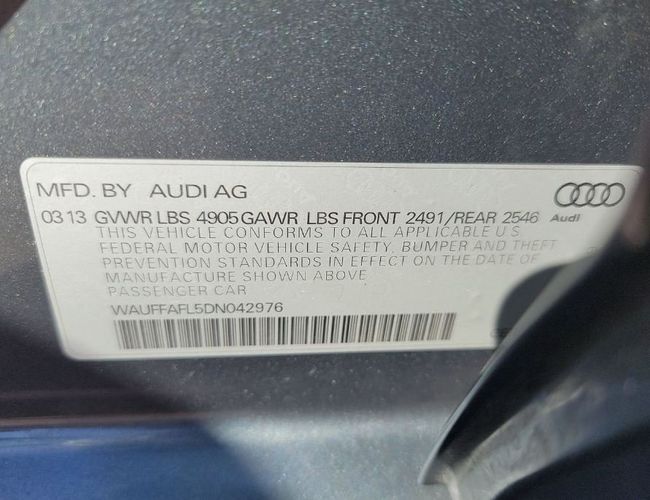 MFD. BY AUDI AG
03.13 GVWR LBS 4905 GAWR LBS FRONT 2491/REAR 2546
Audi
THIS VEHICLE CONFORMS TO ALL APPLICABLE U.S.
FEDERAL MOTOR VEHICLE SAFETY, BUMPER AND THEFT
PREVENTION STANDARDS IN EFFECT ON THE DATE OF
MANUFACTURE SHOWN ABOVE
PASSENGER CAR
WAUFFAFL5DN042976